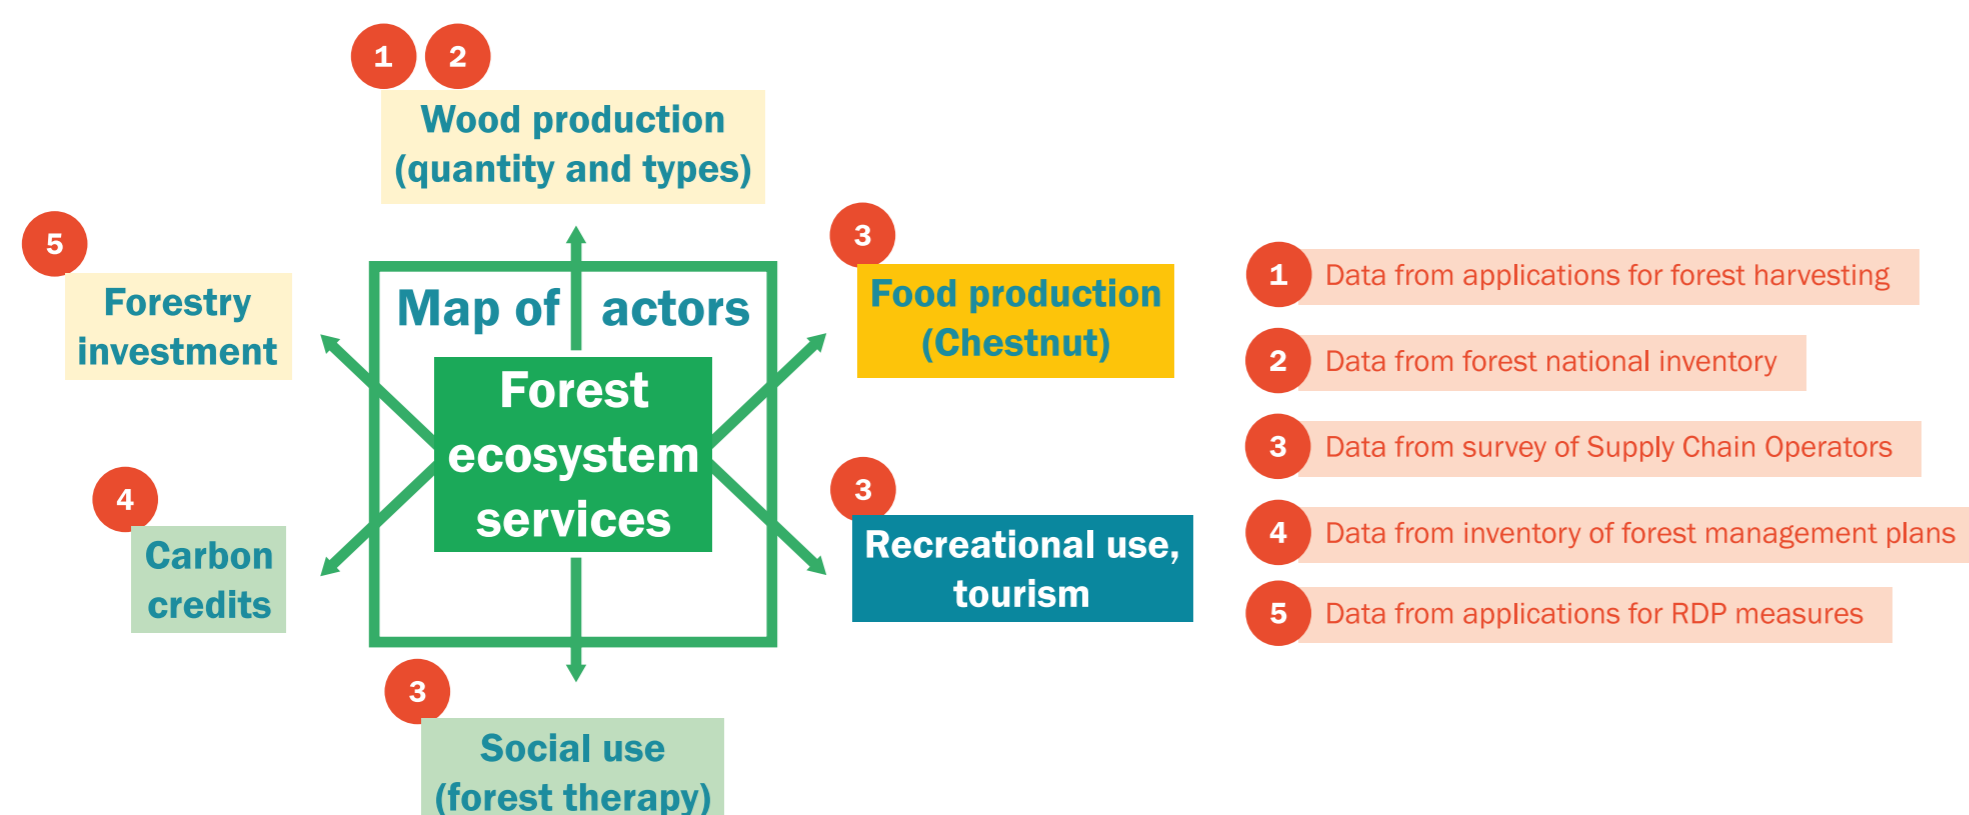 1 2
Wood production
(quantity and types)
5
Forestry
investment
Map of actors
3
Food production
(Chestnut)
Forest
ecosystem
services
4
Carbon
credits
3
Recreational use,
tourism
3
Social use
(forest therapy)
1 Data from applications for forest harvesting
2 Data from forest national inventory
3 Data from survey of Supply Chain Operators
4 Data from inventory of forest management plans
5 Data from applications for RDP measures